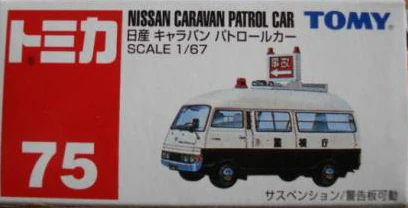 トミカ
75
NISSAN CARAVAN PATROL CAR
日産 キャラバン パトロールカー
SCALE 1/67
TOMY
事故
警視庁
サスペンション/警告板可動